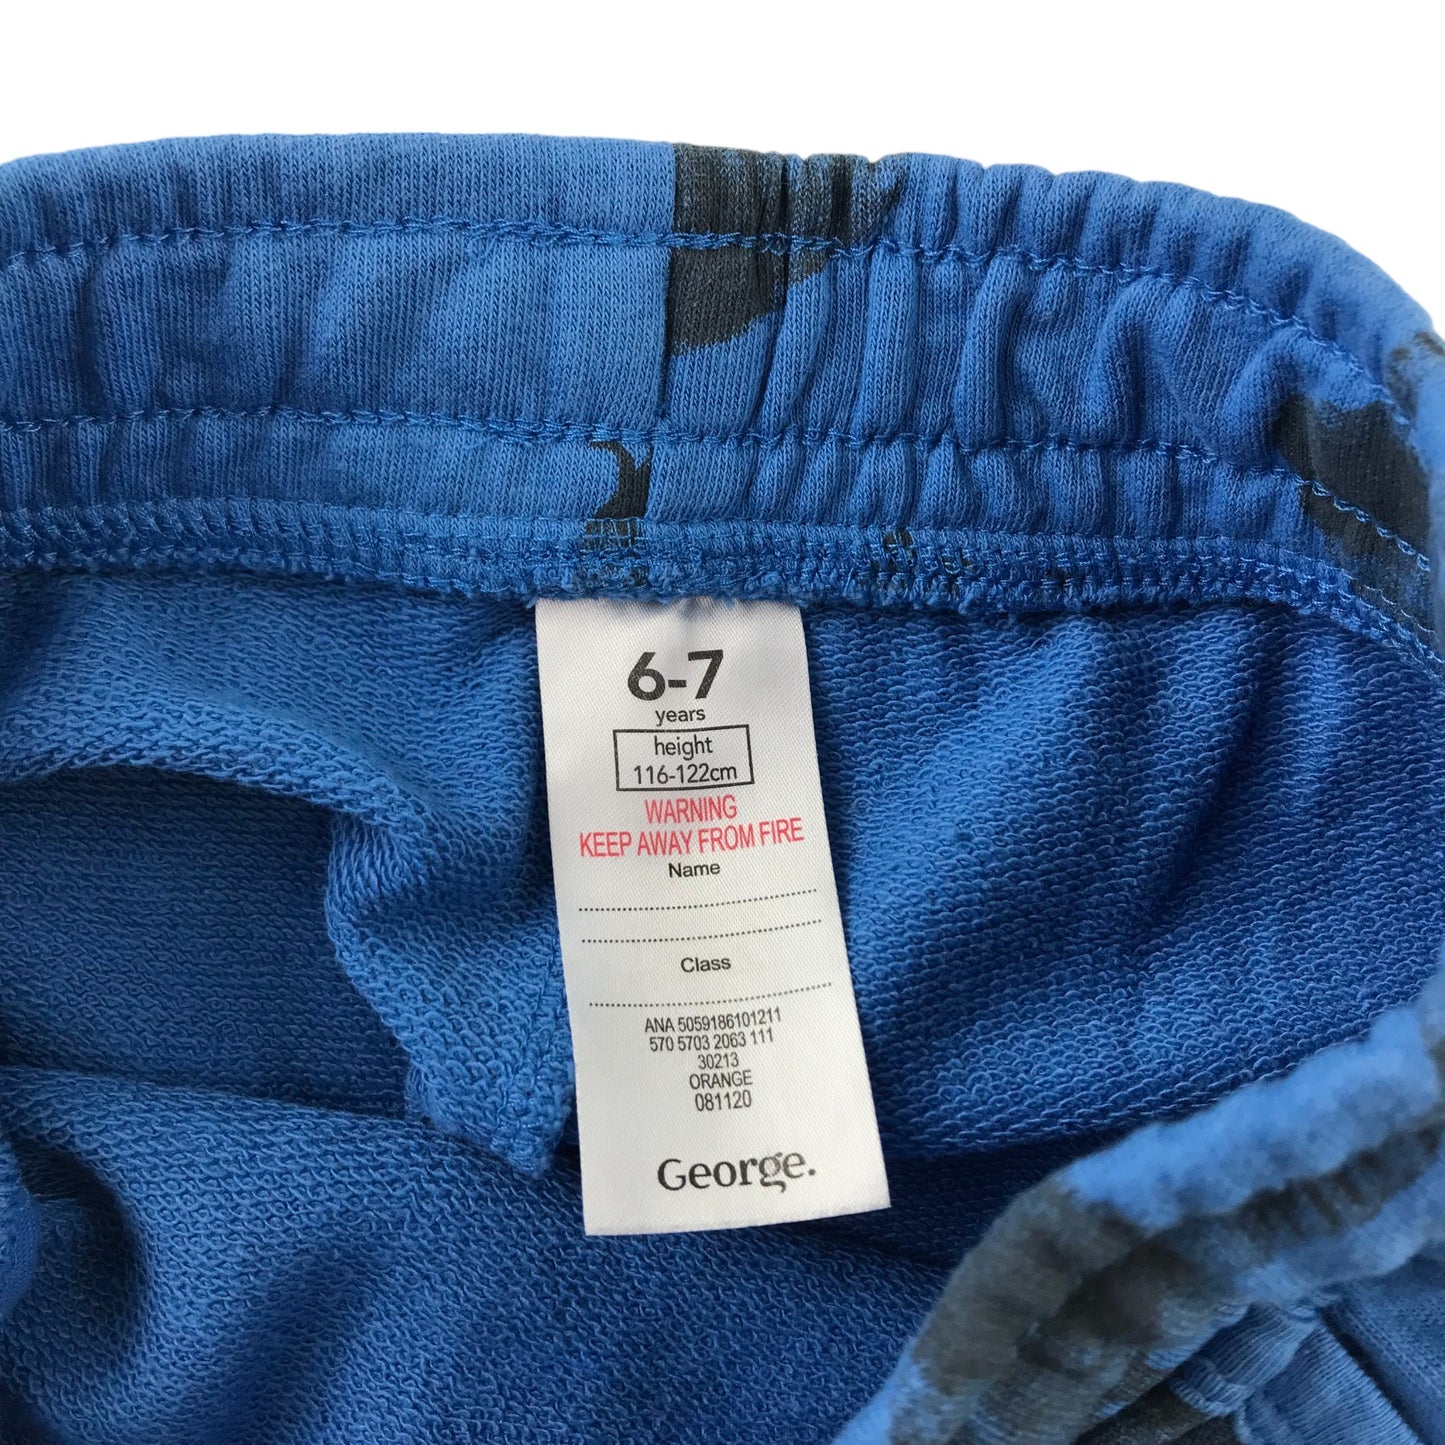 6-7
years
height
116-122cm
WARNING
KEEP AWAY FROM FIRE
Name
Class
ANA 5059186101211
570 5703 2063 111
30213
ORANGE
081120
George.